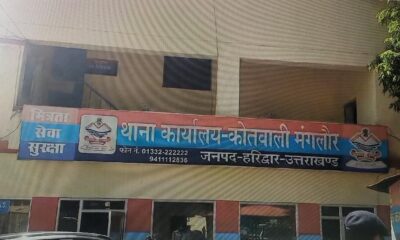 मित्रता
सेवा
सुरक्षा
थाना कार्यालय-कोतवाली मंगलौर
फोन नं. 01332-222222
9411112836
जनपद-हरिद्वार-उत्तराखण्ड